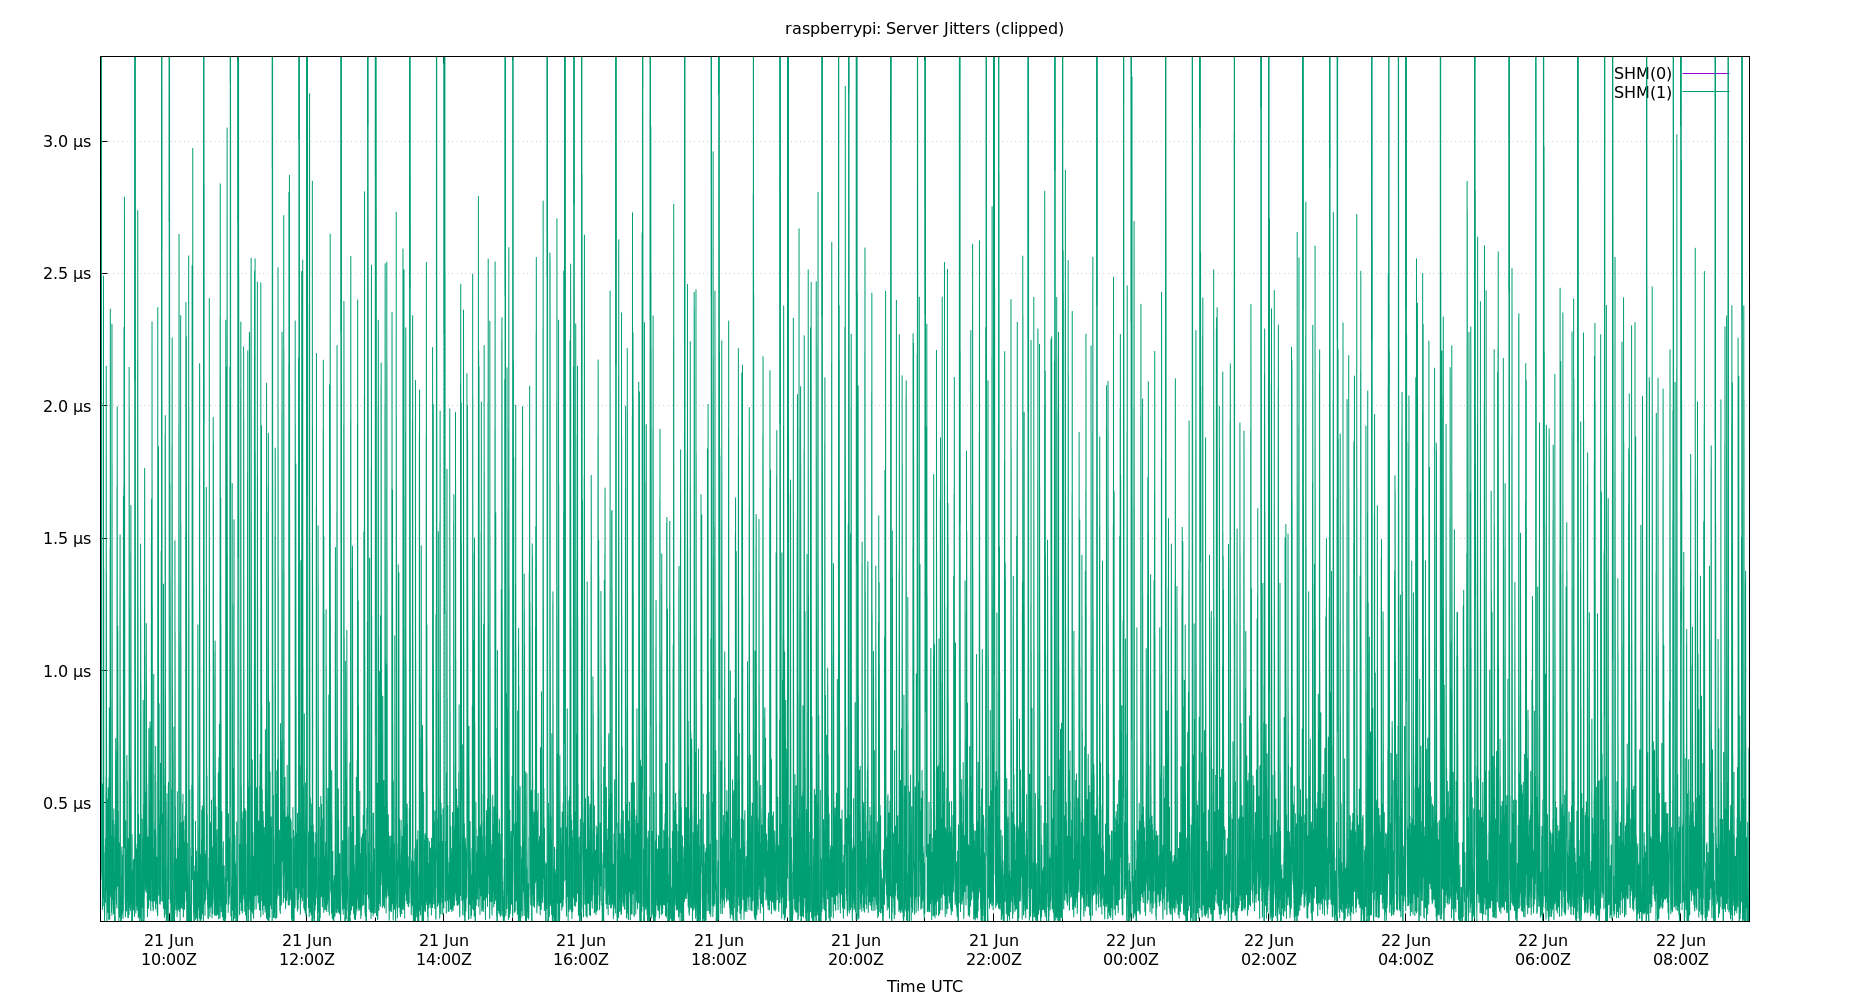 raspberrypi: Server Jitters (clipped)
SHM(0)
SHM(1)
3.0 µs
2.5 µs
2.0 µs
1.5 µs
1.0 µs
0.5 µs
21 Jun 21 Jun 21 Jun 21 Jun 21 Jun 21 Jun 21 Jun 22 Jun 22 Jun 22 Jun 22 Jun 22 Jun
10:00Z 12:00Z 14:00Z 16:00Z 18:00Z 20:00Z 22:00Z 00:00Z 02:00Z 04:00Z 06:00Z 08:00Z
Time UTC